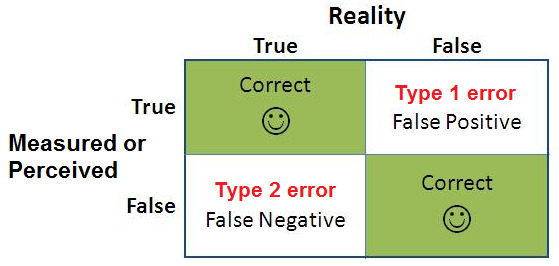 Reality
True False
True
Correct
Type 1 error
False Positive
Measured or
Perceived
False
Type 2 error
False Negative
Correct